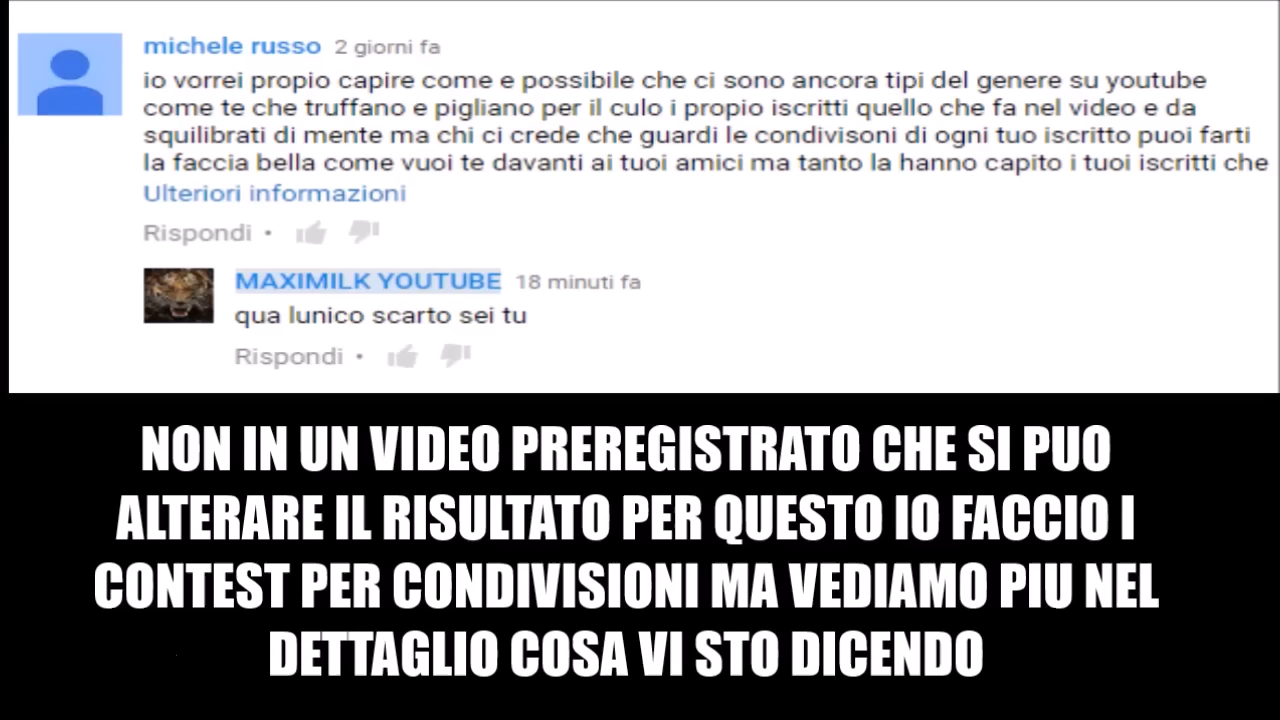 michele russo 2 giorni fa
io vorrei propio capire come e possibile che ci sono ancora tipi del genere su youtube
come te che truffano e pigliano per il culo i propio iscritti quello che fa nel video e da
squilibrati di mente ma chi ci crede che guardi le condivisoni di ogni tuo iscritto puoi farti
la faccia bella come vuoi te davanti ai tuoi amici ma tanto la hanno capito i tuoi iscritti che
Ulteriori informazioni
Rispondi •
MAXIMILK YOUTUBE 18 minuti fa
qua lunico scarto sei tu
Rispondi •
NON IN UN VIDEO PREREGISTRATO CHE SI PUO
ALTERARE IL RISULTATO PER QUESTO IO FACCIO I
CONTEST PER CONDIVISIONI MA VEDIAMO PIU NEL
DETTAGLIO COSA VI STO DICENDO